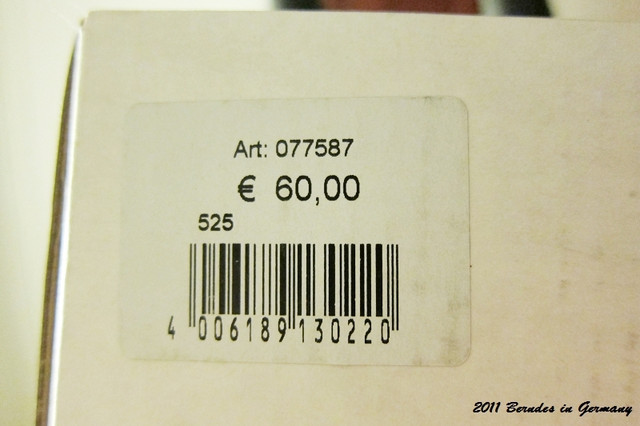 Art: 077587
€ 60,00
525
4 006189 130220
2011 Berndes in Germany